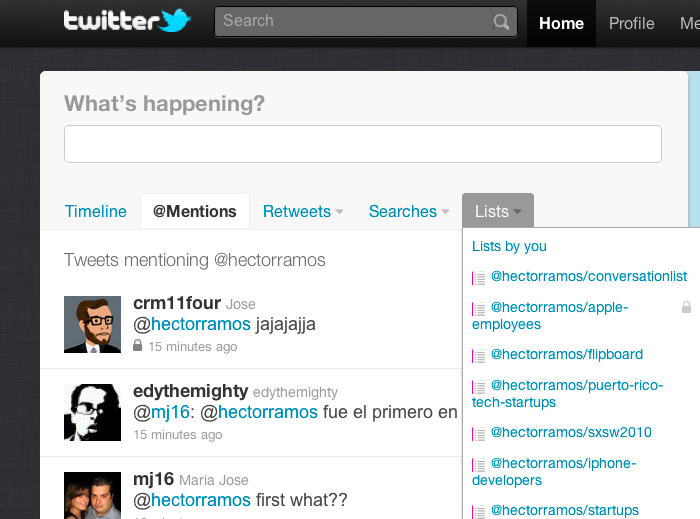 twitter
Search
Home
Profile
Me
What's happening?
Timeline
@Mentions
Retweets
Searches
Lists
Tweets mentioning @hectorramos
crm11four Jose
@hectorramos jajajajja
15 minutes ago
edythemighty edythemighty
@mj16: @hectorramos fue el primero en
15 minutes ago
mj16 Maria Jose
@hectorramos first what??
Lists by you
@hectorramos/conversationlist
@hectorramos/apple-
employees
@hectorramos/flipboard
@hectorramos/puerto-rico-
tech-startups
@hectorramos/sxsw2010
@hectorramos/iphone-
developers
@hectorramos/startups